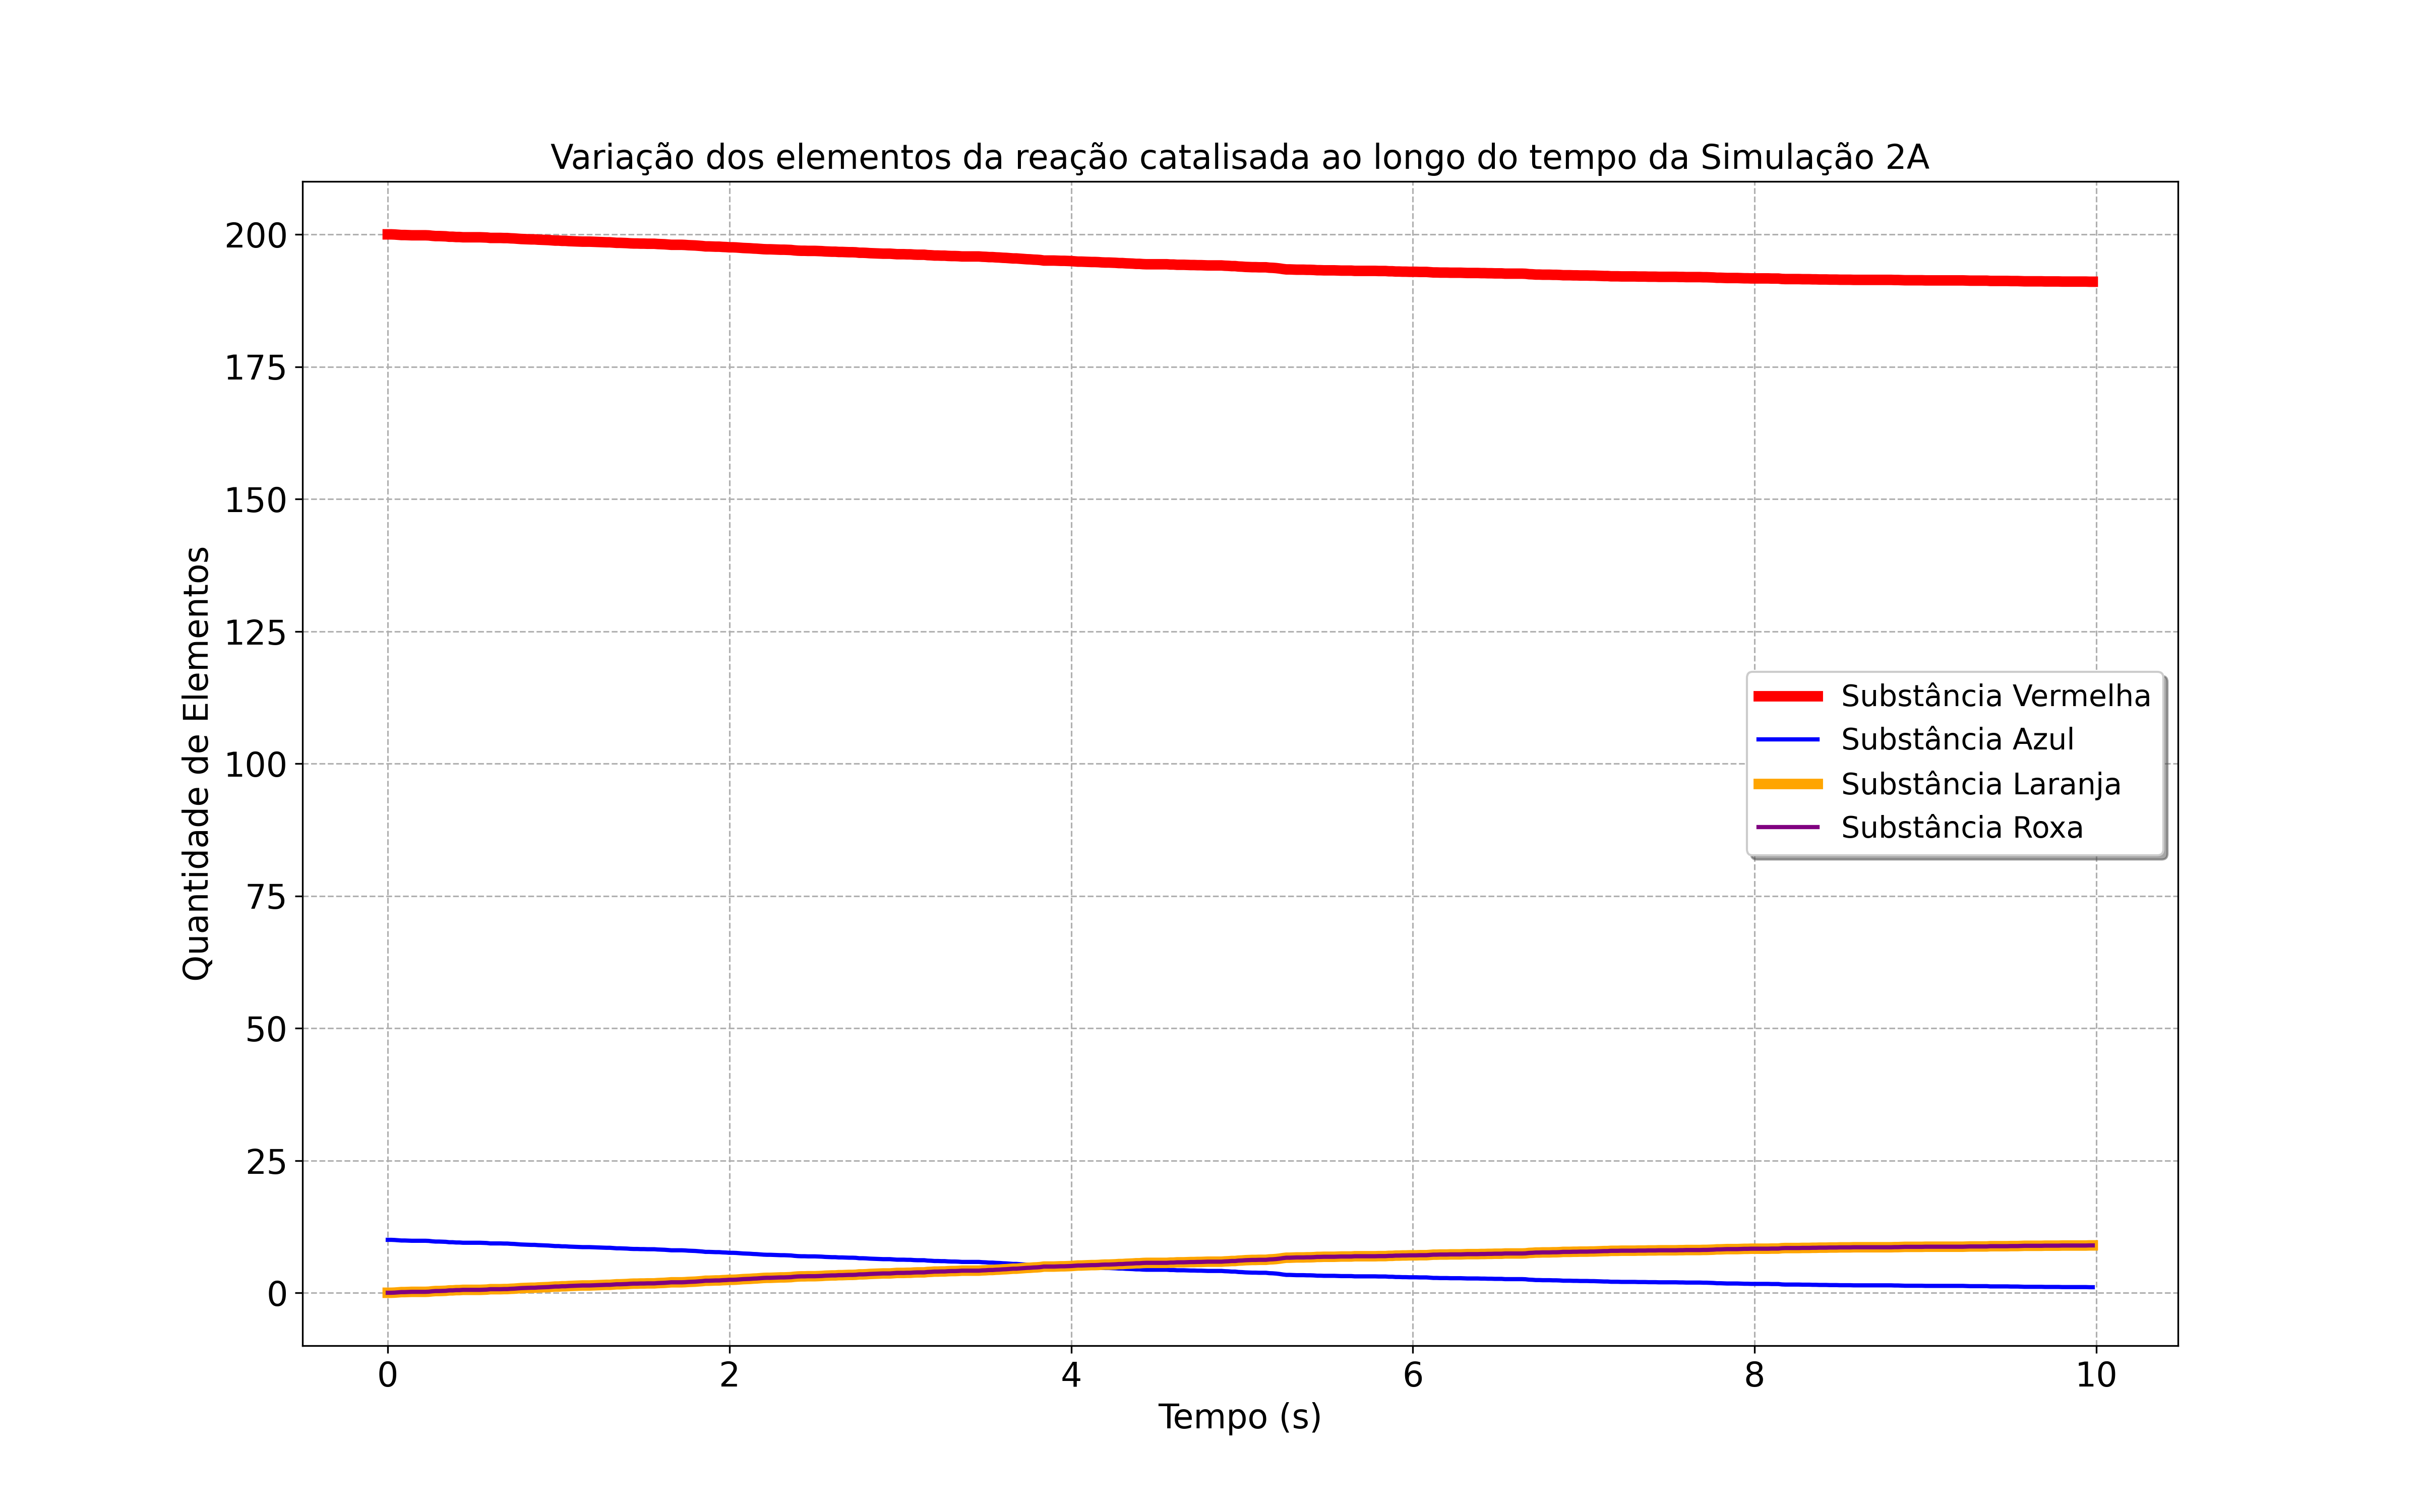 Variação dos elementos da reação catalisada ao longo do tempo da Simulação 2A
Quantidade de Elementos
200
175
150
125
100
75
50
25
0
Substância Vermelha
Substância Azul
Substância Laranja
Substância Roxa
0 2 4 6 8 10
Tempo (s)